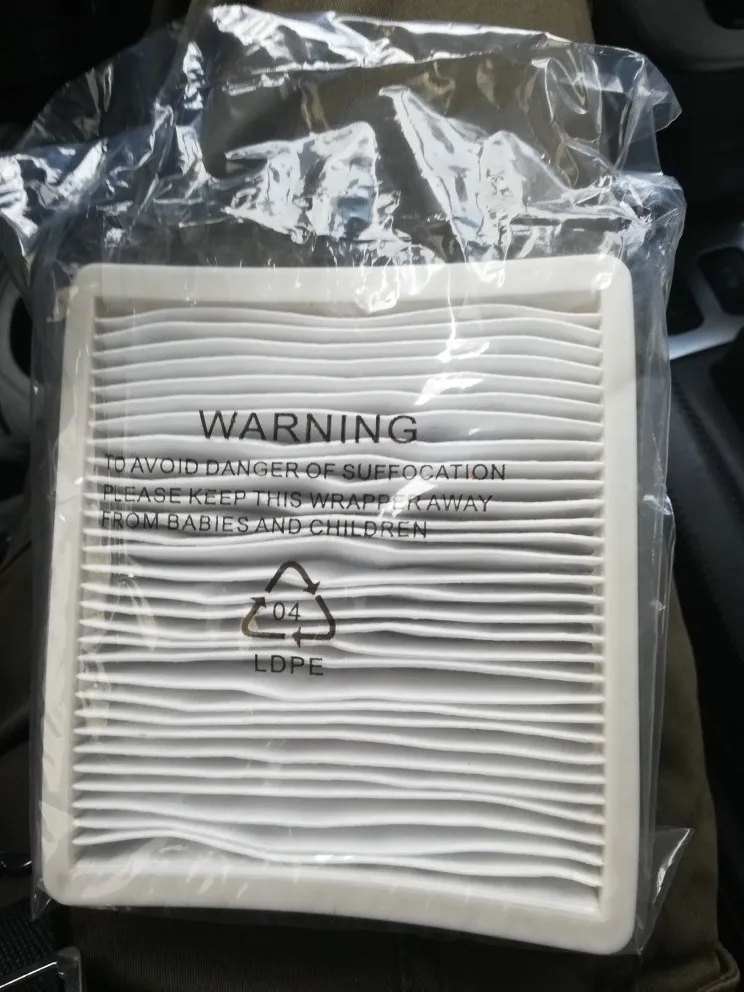 WARNING
TO AVOID DANGER OF SUFFOCATION
PLEASE KEEP THIS WRAPPER AWAY
FROM BABIES AND CHILDREN
04
LDPE